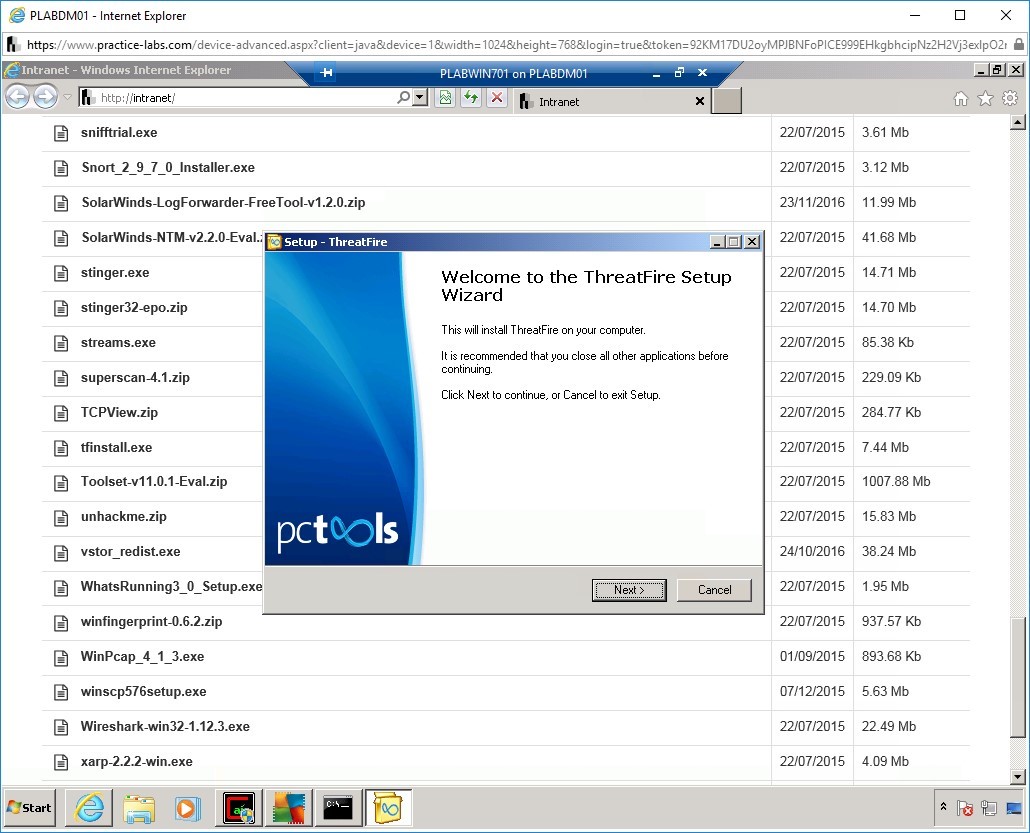 PLABDM01 - Internet Explorer
https://www.practice-labs.com/device-advanced.aspx?client=java&device=1&width=1024&height=768&login=true&token=92KM17DU2oyMPJBNFoPICE999EHkgbhcipNz2H2Vj3exIpO2r
Intranet - Windows Internet Explorer
PLABWIN701 on PLABDM01
http://intranet/
Intranet
snifftrial.exe 22/07/2015 3.61 Mb
Snort_2_9_7_0_Installer.exe 22/07/2015 3.12 Mb
SolarWinds-LogForwarder-FreeTool-v1.2.0.zip 23/11/2016 11.99 Mb
SolarWinds-NTM-v2.2.0-Eval. 22/07/2015 41.68 Mb
stinger.exe 22/07/2015 14.71 Mb
stinger32-epo.zip 22/07/2015 14.70 Mb
streams.exe 22/07/2015 85.38 Kb
superscan-4.1.zip 22/07/2015 229.09 Kb
TCPView.zip 22/07/2015 284.77 Kb
tfinstall.exe 22/07/2015 7.44 Mb
Toolset-v11.0.1-Eval.zip 22/07/2015 1007.88 Mb
unhackme.zip 22/07/2015 15.83 Mb
vstor_redist.exe 24/10/2016 38.24 Mb
WhatsRunning3_0_Setup.exe 22/07/2015 1.95 Mb
winfingerprint-0.6.2.zip 22/07/2015 937.57 Kb
WinPcap_4_1_3.exe 01/09/2015 893.68 Kb
winscp576setup.exe 07/12/2015 5.63 Mb
Wireshark-win32-1.12.3.exe 22/07/2015 22.49 Mb
xarp-2.2.2-win.exe 22/07/2015 4.09 Mb
Setup - ThreatFire
Welcome to the ThreatFire Setup
Wizard
This will install ThreatFire on your computer.
It is recommended that you close all other applications before
continuing.
Click Next to continue, or Cancel to exit Setup.
pctools
Next >
Cancel
Start